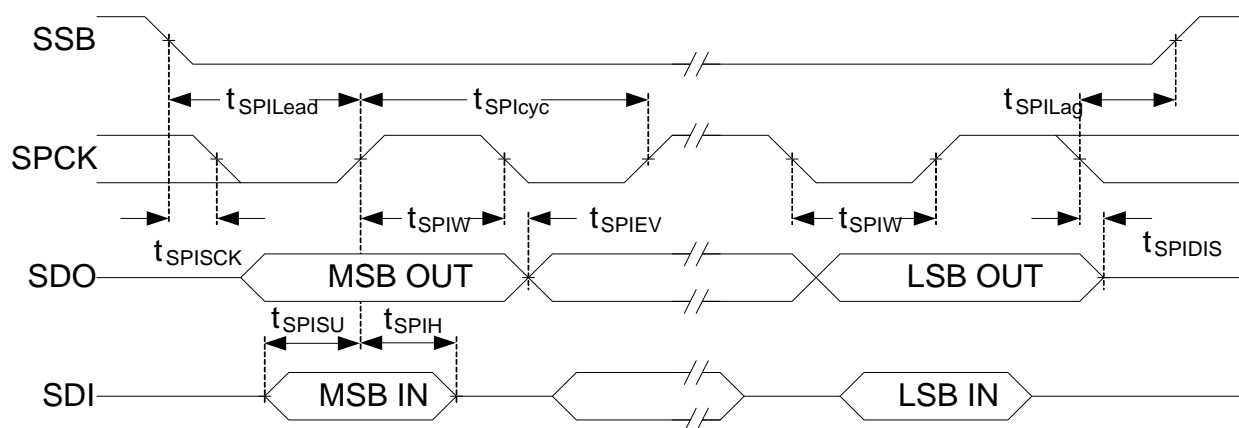 SSB
tSPILead
tSPIcyc
tSPILag
SPCK
tSPIW
tSPIEV
tSPIW
tSPISCK
tSPIDIS
SDO
MSB OUT
LSB OUT
tSPISU
tSPIH
SDI
MSB IN
LSB IN